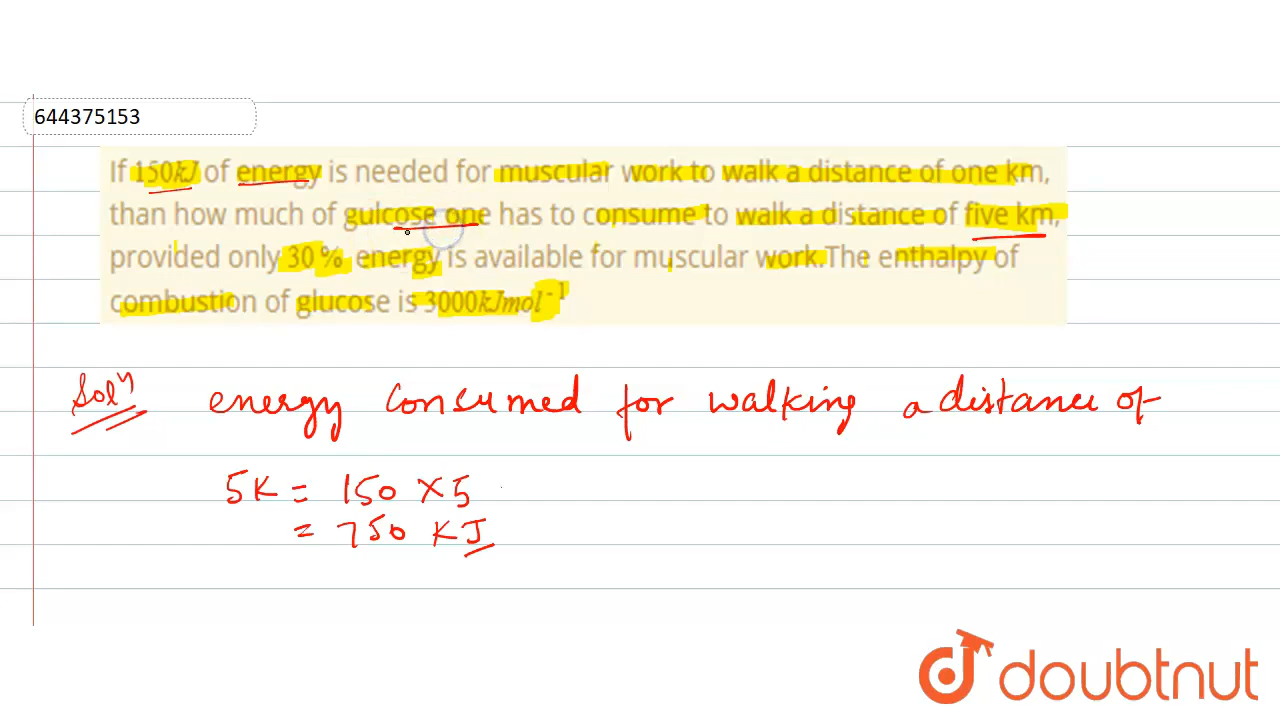 644375153
If 150kJ of energy is needed for muscular work to walk a distance of one km,
than how much of gulcose one has to consume to walk a distance of five km,
provided only 30 % energy is available for muscular work.The enthalpy of
combustion of glucose is 3000kJmol⁻¹
Solⁿ energy consumed for walking a distance of
5K = 150 × 5
= 750 KJ
doubtnut